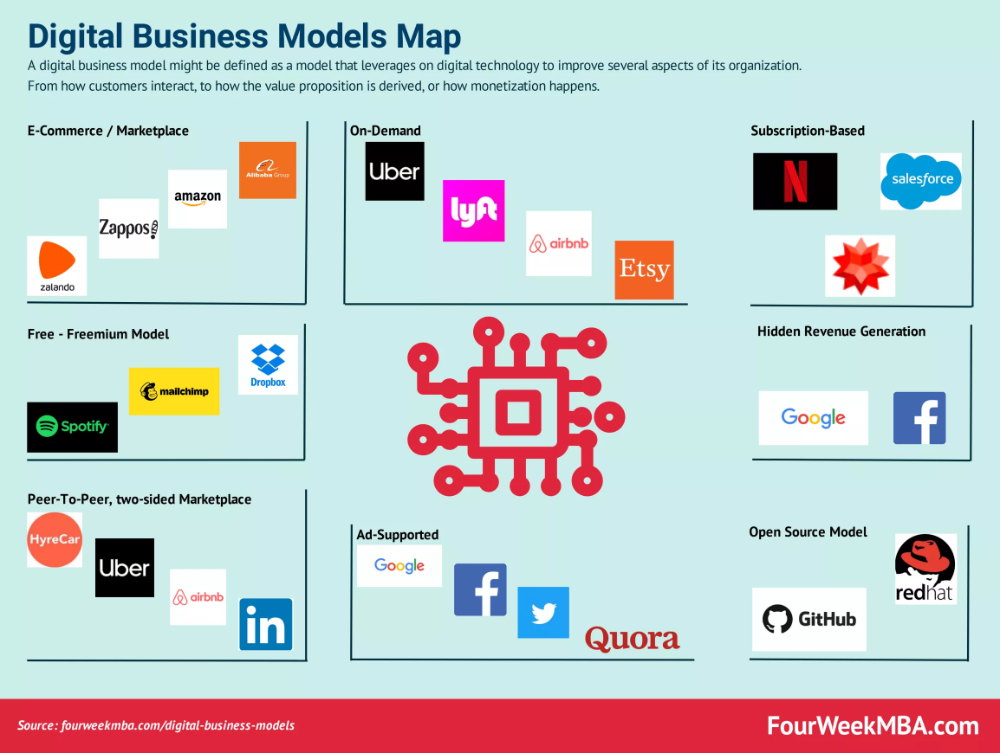 Digital Business Models Map
A digital business model might be defined as a model that leverages on digital technology to improve several aspects of its organization.
From how customers interact, to how the value proposition is derived, or how monetization happens.
E-Commerce / Marketplace
Alibaba Group
amazon
Zappos
zalando
On-Demand
Uber
lyft
airbnb
Etsy
Subscription-Based
N
salesforce
Free - Freemium Model
Dropbox
mailchimp
Spotify
Hidden Revenue Generation
Google
f
Peer-To-Peer, two-sided Marketplace
HyreCar
Uber
airbnb
in
Ad-Supported
Google
f
Quora
Open Source Model
redhat
GitHub
Source: fourweekmba.com/digital-business-models
FourWeekMBA.com